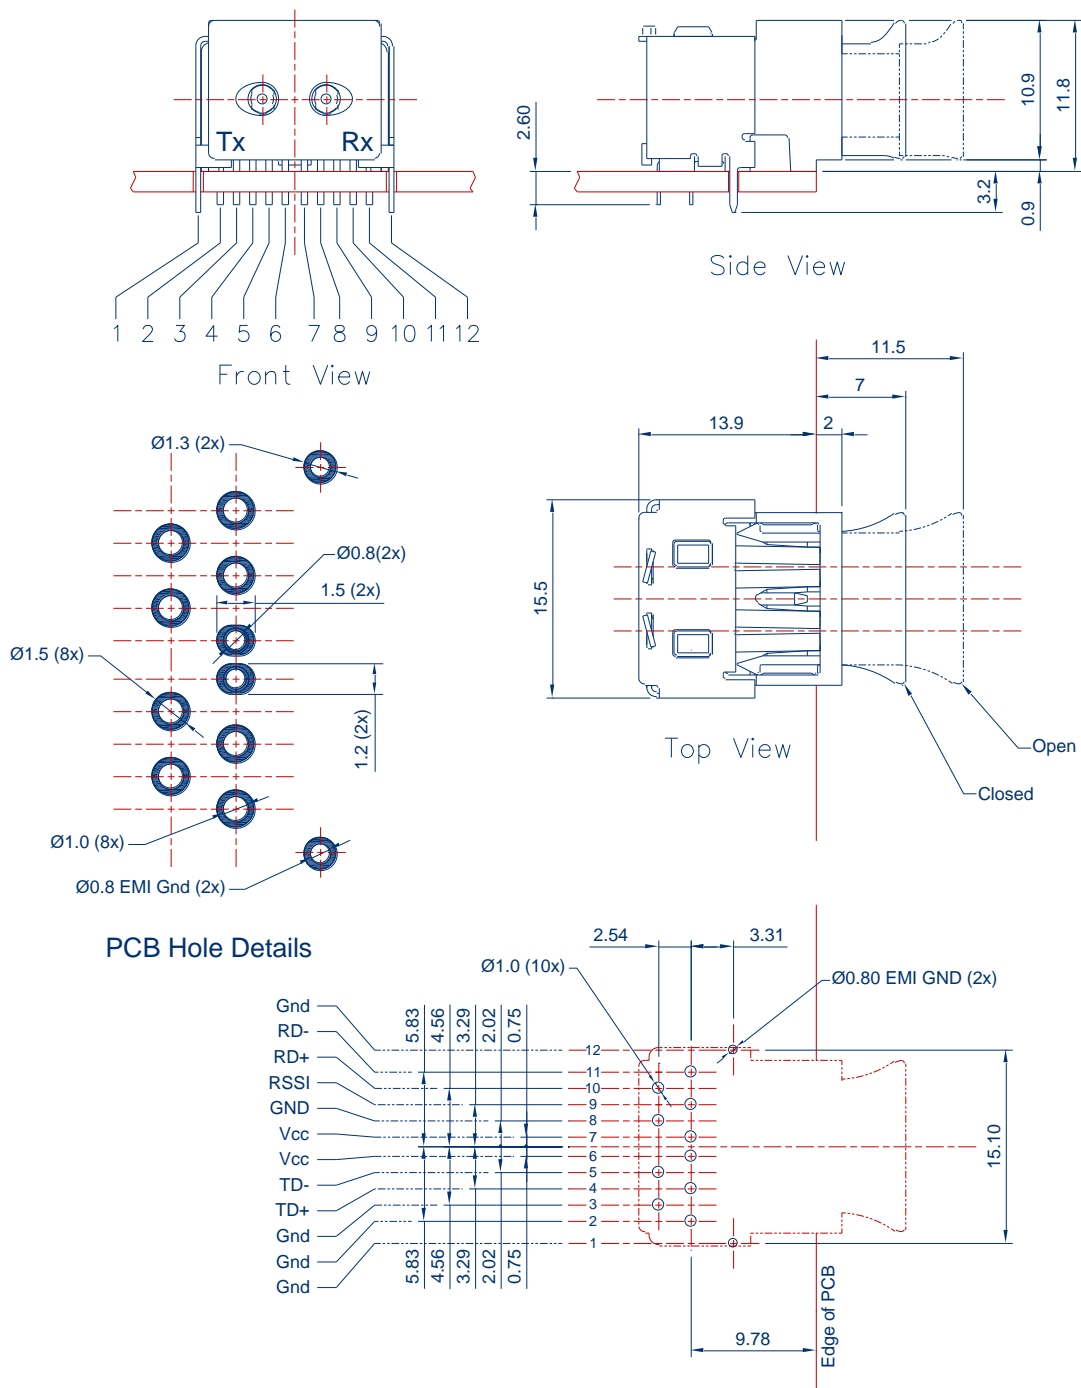 Tx Rx
1 2 3 4 5 6 7 8 9 10 11 12
Front View
2.60
10.9
11.8
3.2
0.9
Side View
11.5
7
13.9
2
15.5
Top View
Open
Closed
Ø1.3 (2x)
Ø0.8(2x)
1.5 (2x)
Ø1.5 (8x)
1.2 (2x)
Ø1.0 (8x)
Ø0.8 EMI Gnd (2x)
PCB Hole Details
2.54
3.31
Ø1.0 (10x)
Ø0.80 EMI GND (2x)
Gnd
RD-
RD+
RSSI
GND
Vcc
Vcc
TD-
TD+
Gnd
Gnd
Gnd
5.83
4.56
3.29
2.02
0.75
5.83
4.56
3.29
2.02
0.75
12
11
10
9
8
7
6
5
4
3
2
1
15.10
9.78
Edge of PCB